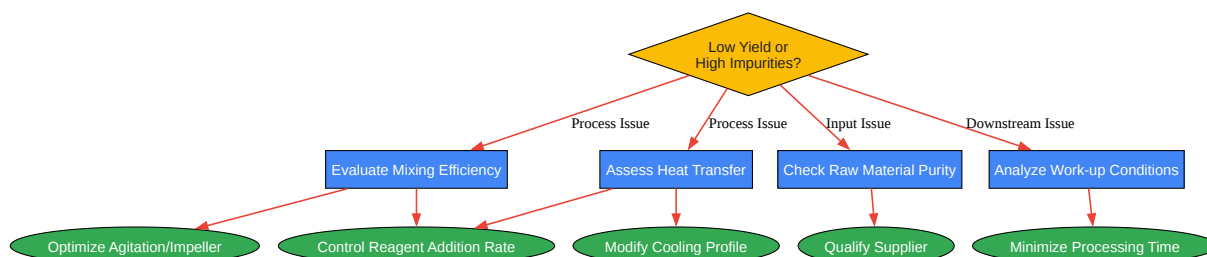 Low Yield or
High Impurities?
Process Issue
Process Issue
Input Issue
Downstream Issue
Evaluate Mixing Efficiency
Assess Heat Transfer
Check Raw Material Purity
Analyze Work-up Conditions
Optimize Agitation/Impeller
Control Reagent Addition Rate
Modify Cooling Profile
Qualify Supplier
Minimize Processing Time